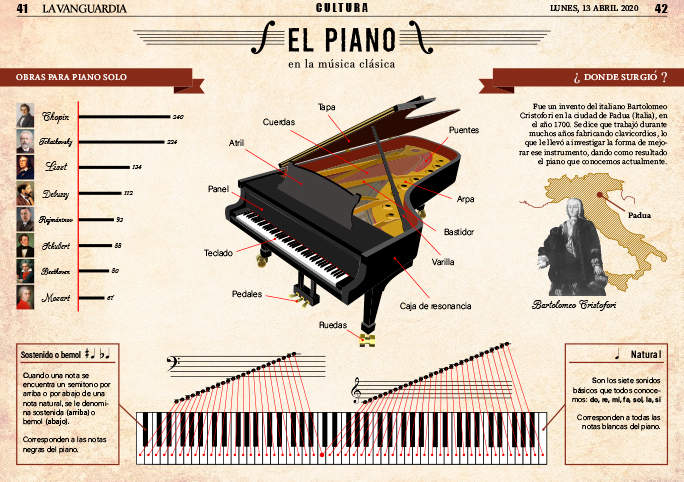 41 LA VANGUARDIA
CULTURA
LUNES, 13 ABRIL 2020 42
EL PIANO
en la música clásica
OBRAS PARA PIANO SOLO
¿ DONDE SURGIÓ ?
Chopin 240
Tchaikovsky 224
Liszt 134
Debussy 112
Rajmáninov 92
Schubert 88
Beethoven 80
Mozart 67
Tapa
Cuerdas
Puentes
Atril
Panel
Arpa
Bastidor
Teclado
Varilla
Pedales
Caja de resonancia
Ruedas
Fue un invento del italiano Bartolomeo
Cristofori en la ciudad de Padua (Italia), en
el año 1700. Se dice que trabajó durante
muchos años fabricando clavicordios, lo
que le llevó a investigar la forma de mejo-
rar ese instrumento, dando como resultado
el piano que conocemos actualmente.
Padua
Bartolomeo Cristofori
Sostenido o bemol
Cuando una nota se
encuentra un semitono por
arriba o por abajo de una
nota natural, se le denomi-
na sostenida (arriba) o
bemol (abajo).
Corresponden a las notas
negras del piano.
Natural
Son los siete sonidos
básicos que todos conoce-
mos: do, re, mi, fa, sol, la, si
Corresponden a todas las
notas blancas del piano.